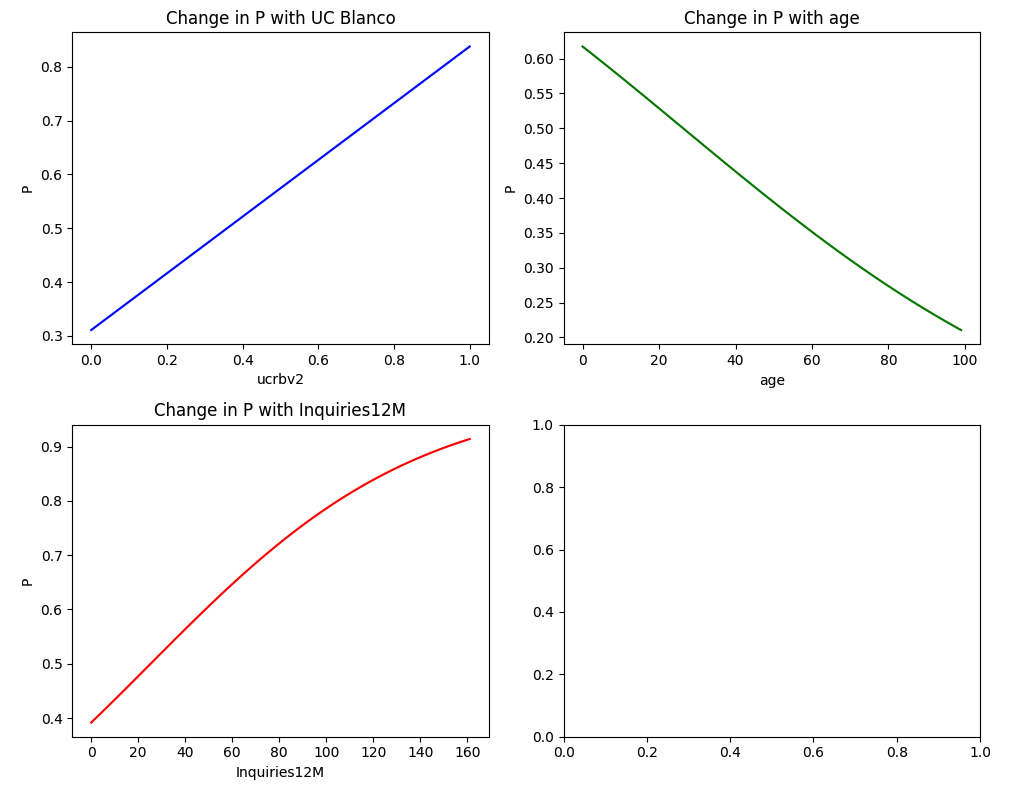 Change in P with UC Blanco
0.8
0.7
0.6
0.5
0.4
0.3
P
0.0 0.2 0.4 0.6 0.8 1.0
ucrbv2
Change in P with age
0.60
0.55
0.50
0.45
0.40
0.35
0.30
0.25
0.20
P
0 20 40 60 80 100
age
Change in P with Inquiries12M
0.9
0.8
0.7
0.6
0.5
0.4
P
0 20 40 60 80 100 120 140 160
Inquiries12M
1.0
0.8
0.6
0.4
0.2
0.0
0.0 0.2 0.4 0.6 0.8 1.0